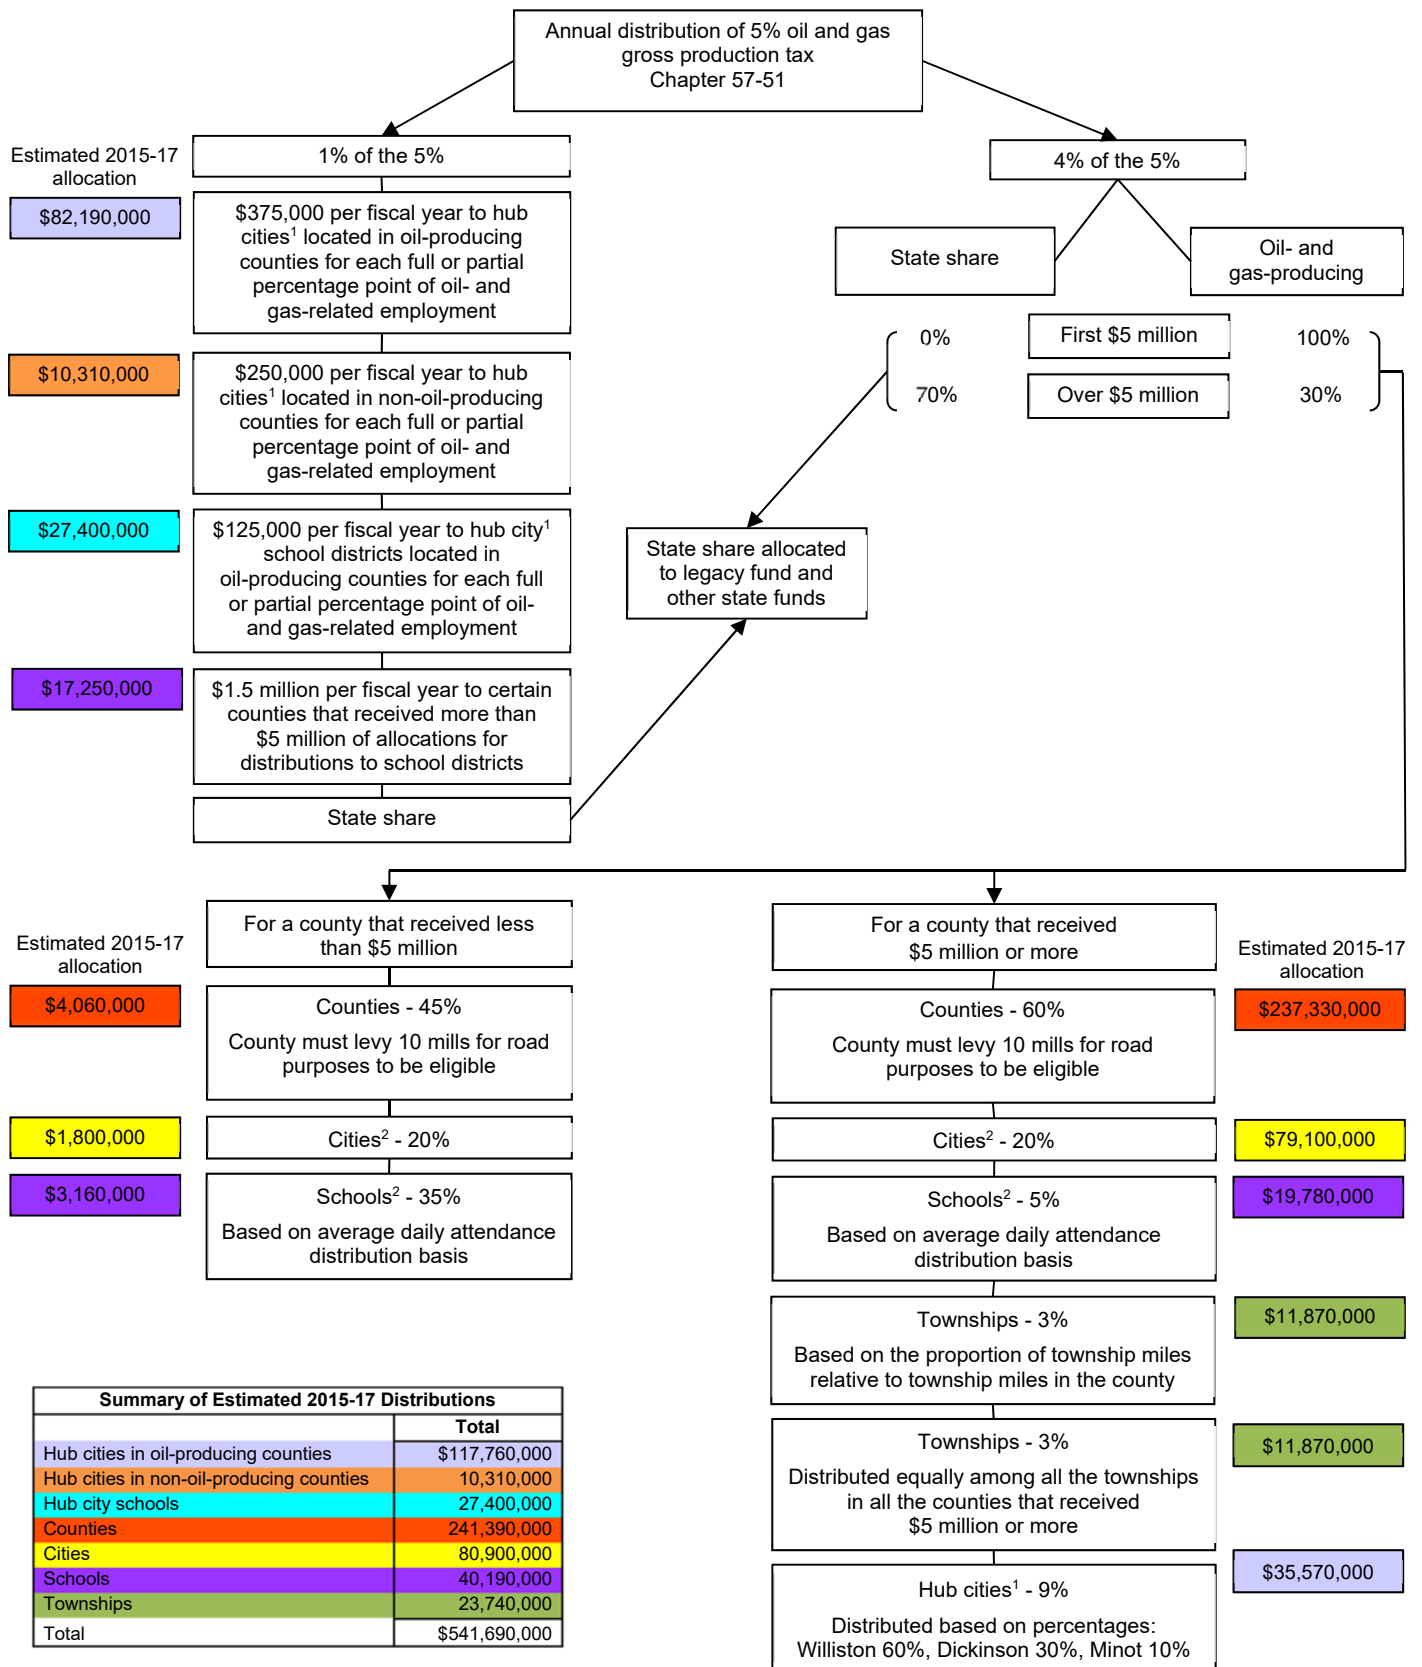 Annual distribution of 5% oil and gas
gross production tax
Chapter 57-51
Estimated 2015-17
allocation
1% of the 5%
4% of the 5%
$82,190,000
$375,000 per fiscal year to hub
cities¹ located in oil-producing
counties for each full or partial
percentage point of oil- and
gas-related employment
State share
Oil- and
gas-producing
0%
First $5 million
100%
70%
Over $5 million
30%
$10,310,000
$250,000 per fiscal year to hub
cities¹ located in non-oil-producing
counties for each full or partial
percentage point of oil- and
gas-related employment
$27,400,000
$125,000 per fiscal year to hub city¹
school districts located in
oil-producing counties for each full
or partial percentage point of oil-
and gas-related employment
State share allocated
to legacy fund and
other state funds
$17,250,000
$1.5 million per fiscal year to certain
counties that received more than
$5 million of allocations for
distributions to school districts
State share
For a county that received less
than $5 million
Estimated 2015-17
allocation
$4,060,000
Counties - 45%
County must levy 10 mills for road
purposes to be eligible
$1,800,000
Cities² - 20%
$3,160,000
Schools² - 35%
Based on average daily attendance
distribution basis
For a county that received
$5 million or more
Estimated 2015-17
allocation
Counties - 60%
County must levy 10 mills for road
purposes to be eligible
$237,330,000
Cities² - 20%
$79,100,000
Schools² - 5%
Based on average daily attendance
distribution basis
$19,780,000
Townships - 3%
Based on the proportion of township miles
relative to township miles in the county
$11,870,000
Townships - 3%
Distributed equally among all the townships
in all the counties that received
$5 million or more
$11,870,000
Hub cities¹ - 9%
Distributed based on percentages:
Williston 60%, Dickinson 30%, Minot 10%
$35,570,000
Summary of Estimated 2015-17 Distributions
Total
Hub cities in oil-producing counties $117,760,000
Hub cities in non-oil-producing counties 10,310,000
Hub city schools 27,400,000
Counties 241,390,000
Cities 80,900,000
Schools 40,190,000
Townships 23,740,000
Total $541,690,000